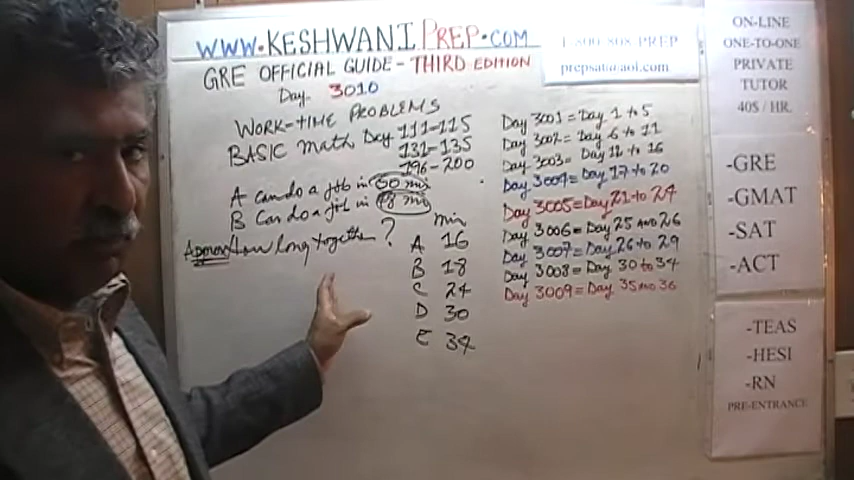 WWW.KESHWANIPREP.COM
GRE OFFICIAL GUIDE - THIRD EDITION
Day 3010
WORK-TIME PROBLEMS
BASIC Math Day 111-115
131-135
196-200
A can do a job in min
B Can do a job in min
How long together?
min
A 16
B 18
C 24
D 30
E 34
1-800 808 PREP
prepsat@aol.com
Day 3001 = Day 1 to 5
Day 3002 = Day 6 to 11
Day 3003 = Day 12 to 16
Day 3004 = Day 17 to 20
Day 3005 = Day 21 to 24
Day 3006 = Day 25 AND 26
Day 3007 = Day 26 to 29
Day 3008 = Day 30 to 34
Day 3009 = Day 35 AND 36
ON-LINE
ONE-TO-ONE
PRIVATE
TUTOR
40$ / HR.
-GRE
-GMAT
-SAT
-ACT
-TEAS
-HESI
-RN
PRE-ENTRANCE